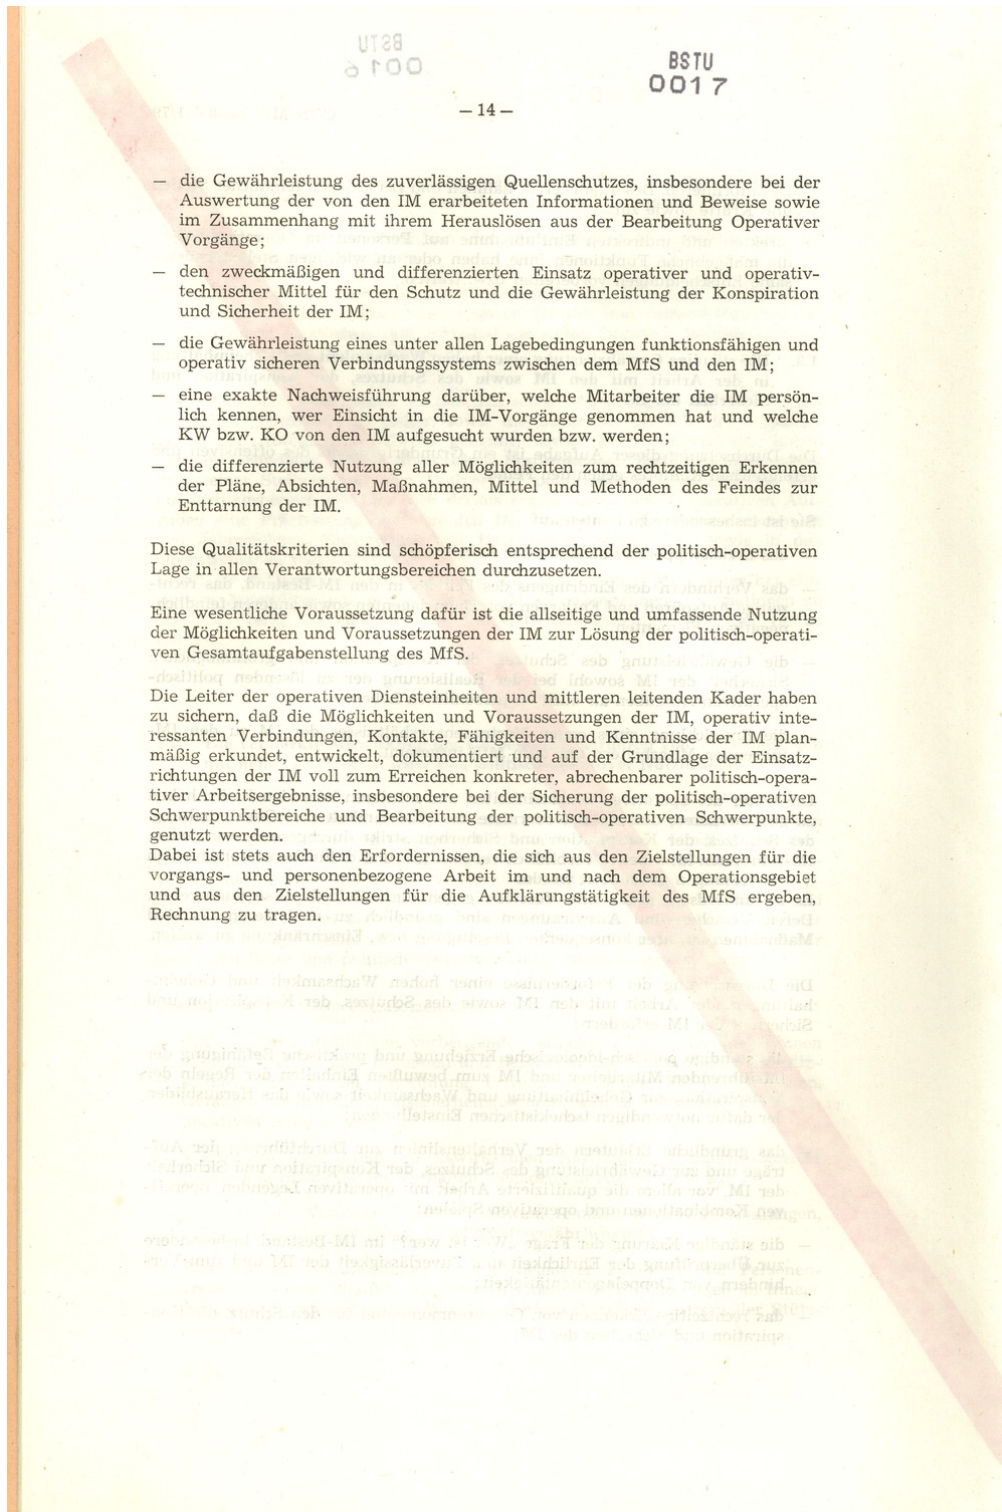 BSTU
0016
BSTU
0017
— 14 —
— die Gewährleistung des zuverlässigen Quellenschutzes, insbesondere bei der
Auswertung der von den IM erarbeiteten Informationen und Beweise sowie
im Zusammenhang mit ihrem Herauslösen aus der Bearbeitung Operativer
Vorgänge;
— den zweckmäßigen und differenzierten Einsatz operativer und operativ-
technischer Mittel für den Schutz und die Gewährleistung der Konspiration
und Sicherheit der IM;
— die Gewährleistung eines unter allen Lagebedingungen funktionsfähigen und
operativ sicheren Verbindungssystems zwischen dem MfS und den IM;
— eine exakte Nachweisführung darüber, welche Mitarbeiter die IM persön-
lich kennen, wer Einsicht in die IM-Vorgänge genommen hat und welche
KW bzw. KO von den IM aufgesucht wurden bzw. werden;
— die differenzierte Nutzung aller Möglichkeiten zum rechtzeitigen Erkennen
der Pläne, Absichten, Maßnahmen, Mittel und Methoden des Feindes zur
Enttarnung der IM.
Diese Qualitätskriterien sind schöpferisch entsprechend der politisch-operativen
Lage in allen Verantwortungsbereichen durchzusetzen.
Eine wesentliche Voraussetzung dafür ist die allseitige und umfassende Nutzung
der Möglichkeiten und Voraussetzungen der IM zur Lösung der politisch-operati-
ven Gesamtaufgabenstellung des MfS.
Die Leiter der operativen Diensteinheiten und mittleren leitenden Kader haben
zu sichern, daß die Möglichkeiten und Voraussetzungen der IM, operativ inte-
ressanten Verbindungen, Kontakte, Fähigkeiten und Kenntnisse der IM plan-
mäßig erkundet, entwickelt, dokumentiert und auf der Grundlage der Einsatz-
richtungen der IM voll zum Erreichen konkreter, abrechenbarer politisch-opera-
tiver Arbeitsergebnisse, insbesondere bei der Sicherung der politisch-operativen
Schwerpunktbereiche und Bearbeitung der politisch-operativen Schwerpunkte,
genutzt werden.
Dabei ist stets auch den Erfordernissen, die sich aus den Zielstellungen für die
vorgangs- und personenbezogene Arbeit im und nach dem Operationsgebiet
und aus den Zielstellungen für die Aufklärungstätigkeit des MfS ergeben,
Rechnung zu tragen.